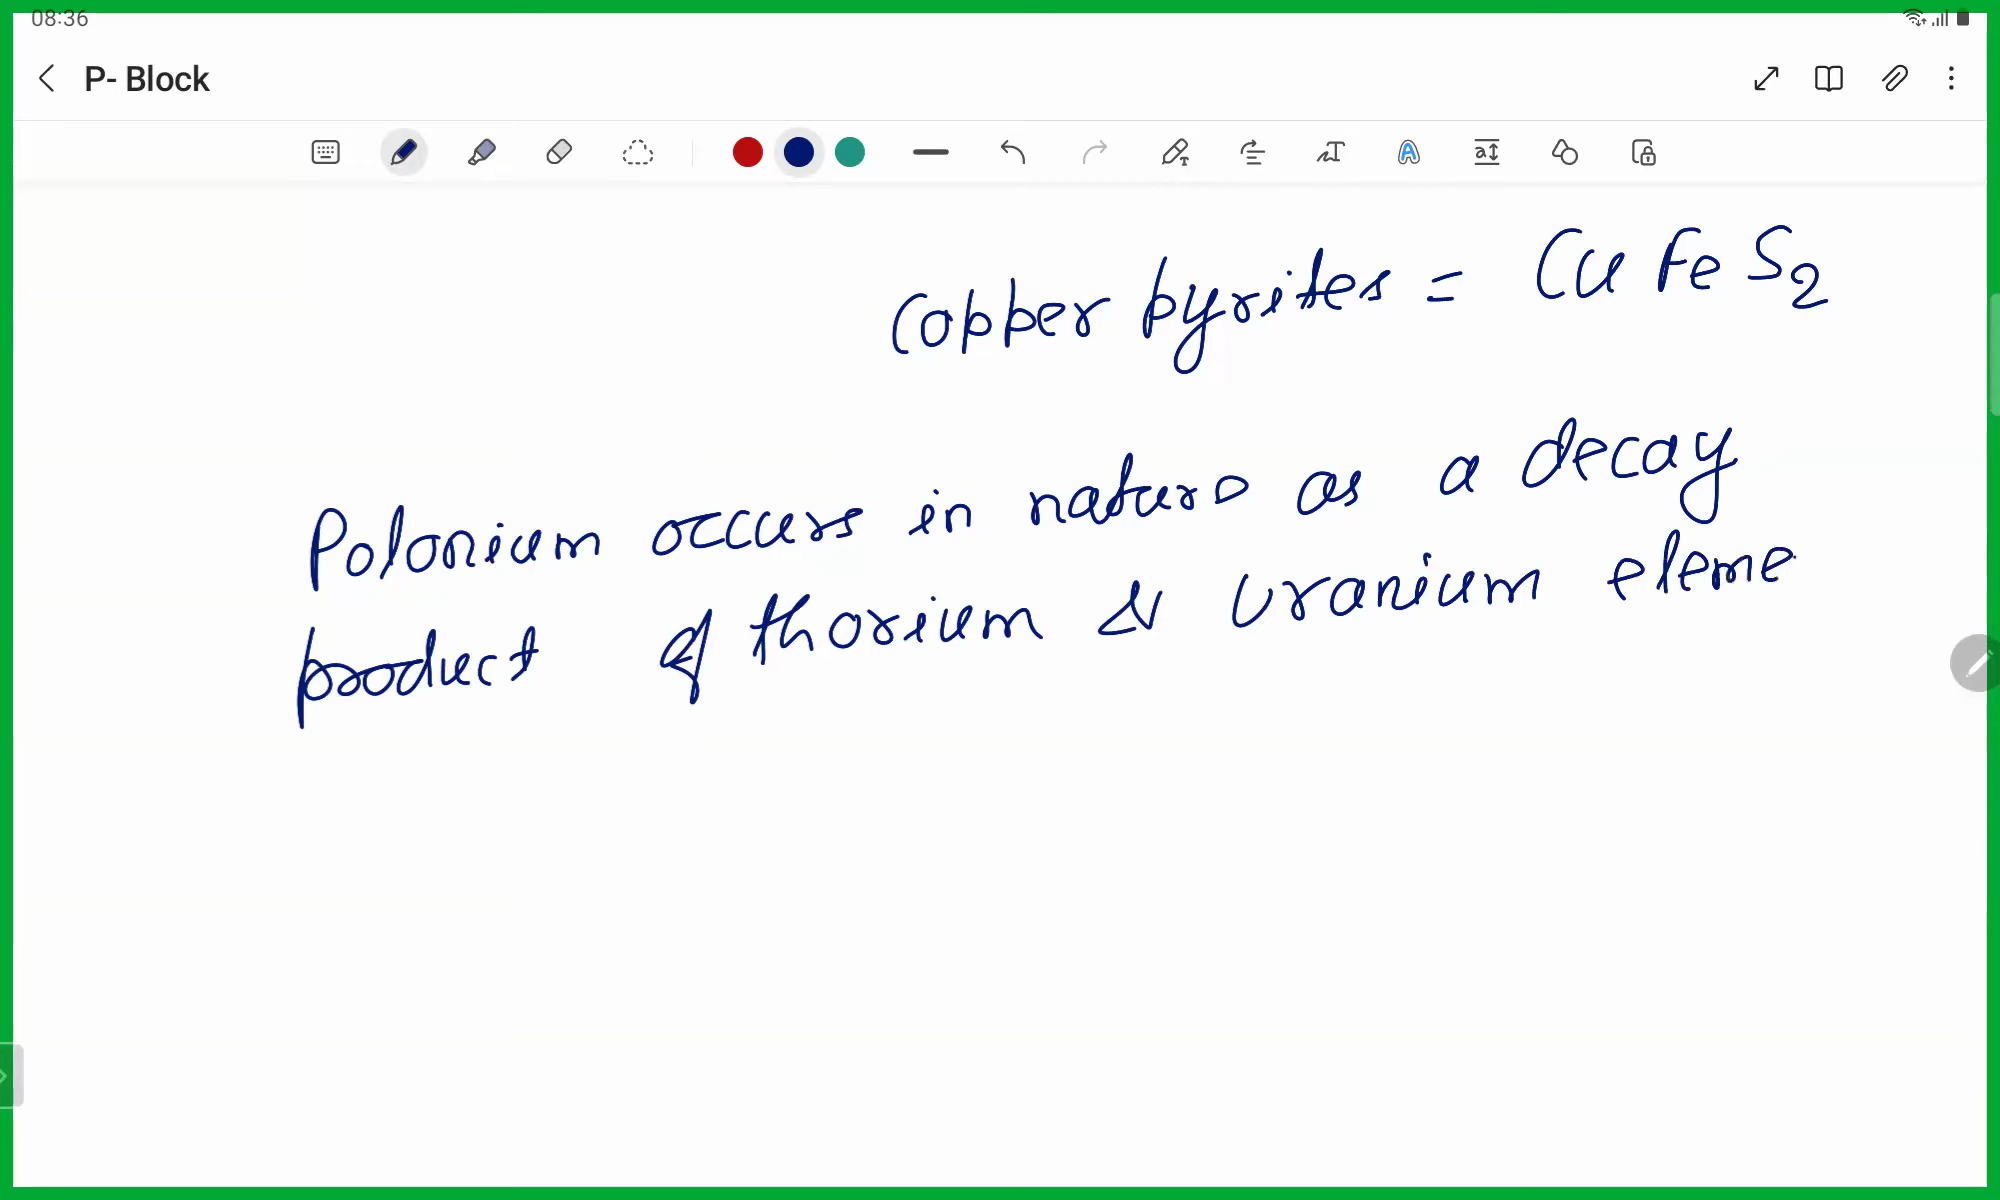 08:36
P- Block
Copper pyrites = CuFeS2
Polonium occurs in nature as a decay
product of thorium & uranium eleme